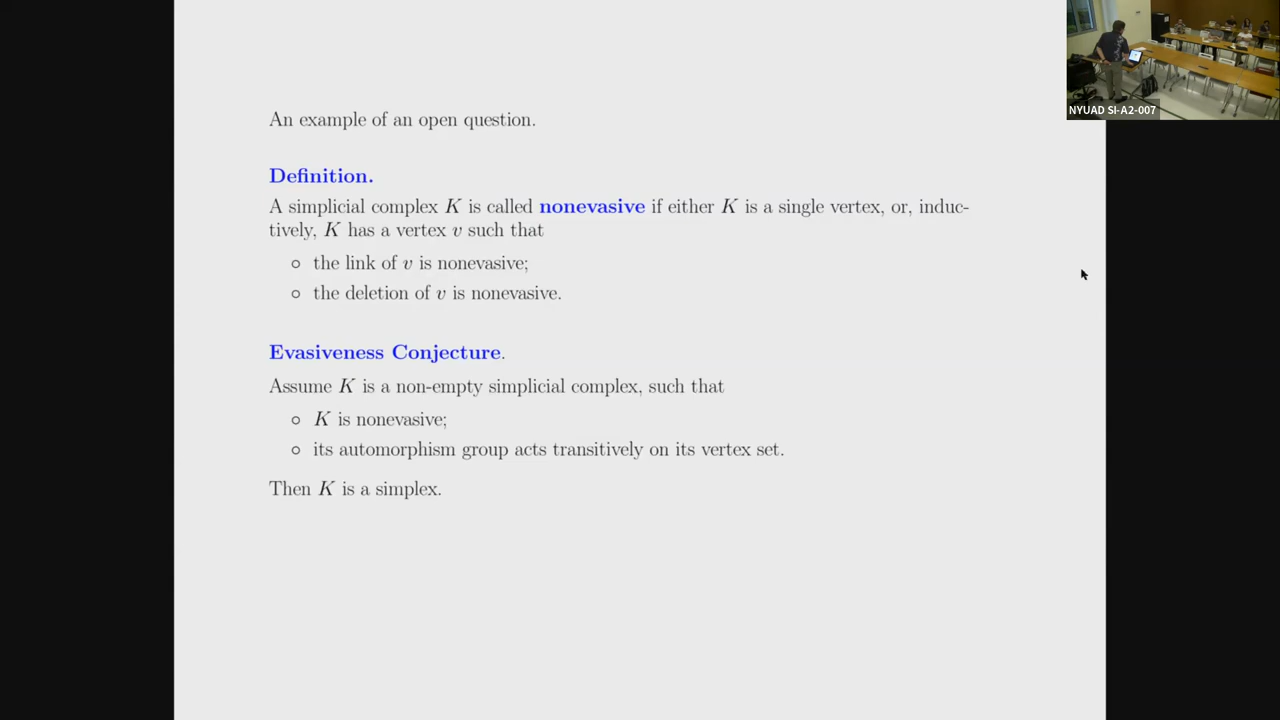 An example of an open question.
Definition.
A simplicial complex K is called nonevasive if either K is a single vertex, or, induc-
tively, K has a vertex v such that
◦ the link of v is nonevasive;
◦ the deletion of v is nonevasive.
Evasiveness Conjecture.
Assume K is a non-empty simplicial complex, such that
◦ K is nonevasive;
◦ its automorphism group acts transitively on its vertex set.
Then K is a simplex.
NYUAD SI-A2-007